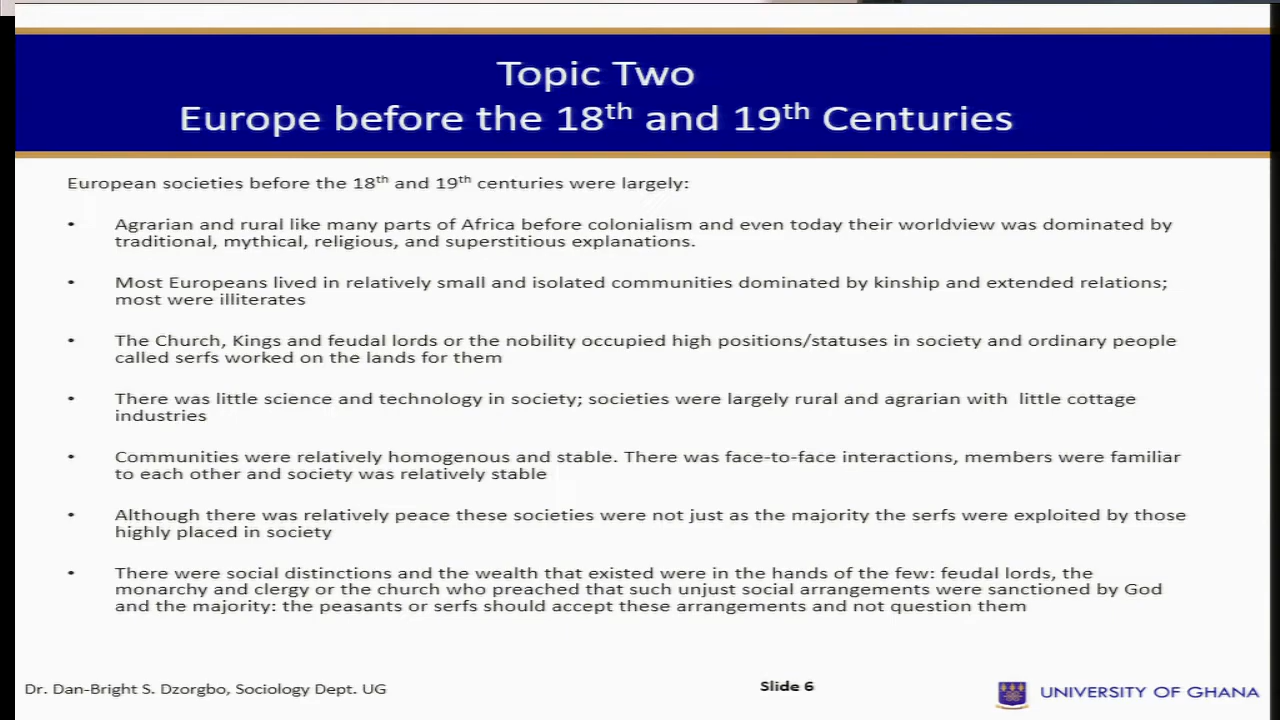 Topic Two
Europe before the 18th and 19th Centuries
European societies before the 18th and 19th centuries were largely:
• Agrarian and rural like many parts of Africa before colonialism and even today their worldview was dominated by
traditional, mythical, religious, and superstitious explanations.
• Most Europeans lived in relatively small and isolated communities dominated by kinship and extended relations;
most were illiterates
• The Church, Kings and feudal lords or the nobility occupied high positions/statuses in society and ordinary people
called serfs worked on the lands for them
• There was little science and technology in society; societies were largely rural and agrarian with little cottage
industries
• Communities were relatively homogenous and stable. There was face-to-face interactions, members were familiar
to each other and society was relatively stable
• Although there was relatively peace these societies were not just as the majority the serfs were exploited by those
highly placed in society
• There were social distinctions and the wealth that existed were in the hands of the few: feudal lords, the
monarchy and clergy or the church who preached that such unjust social arrangements were sanctioned by God
and the majority: the peasants or serfs should accept these arrangements and not question them
Dr. Dan-Bright S. Dzorgbo, Sociology Dept. UG
Slide 6
UNIVERSITY OF GHANA